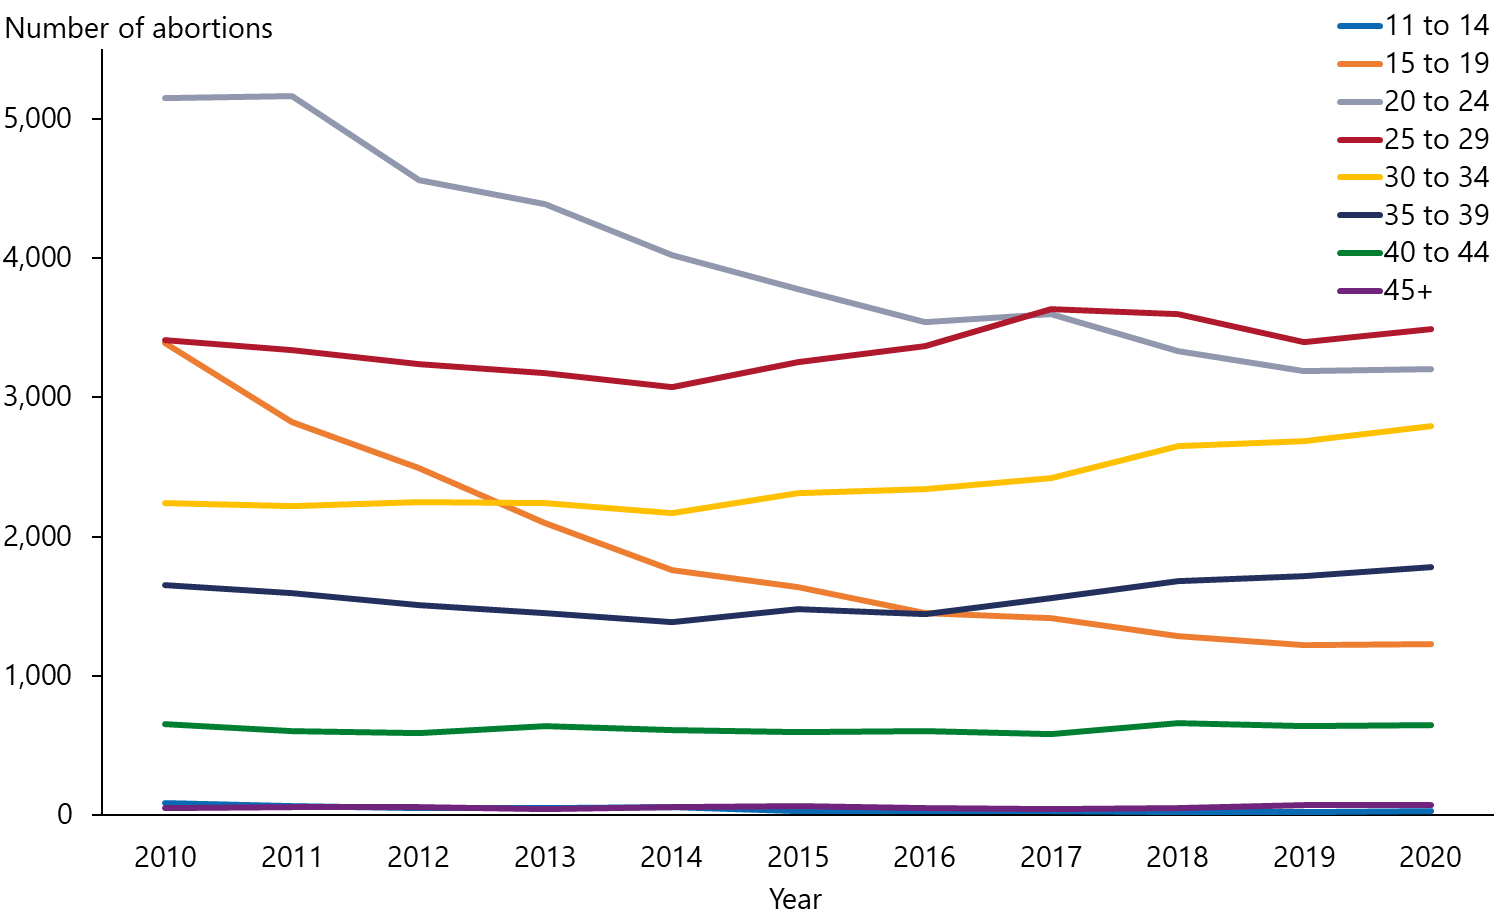 Number of abortions
11 to 14
15 to 19
20 to 24
25 to 29
30 to 34
35 to 39
40 to 44
45+
5,000
4,000
3,000
2,000
1,000
0
2010 2011 2012 2013 2014 2015 2016 2017 2018 2019 2020
Year